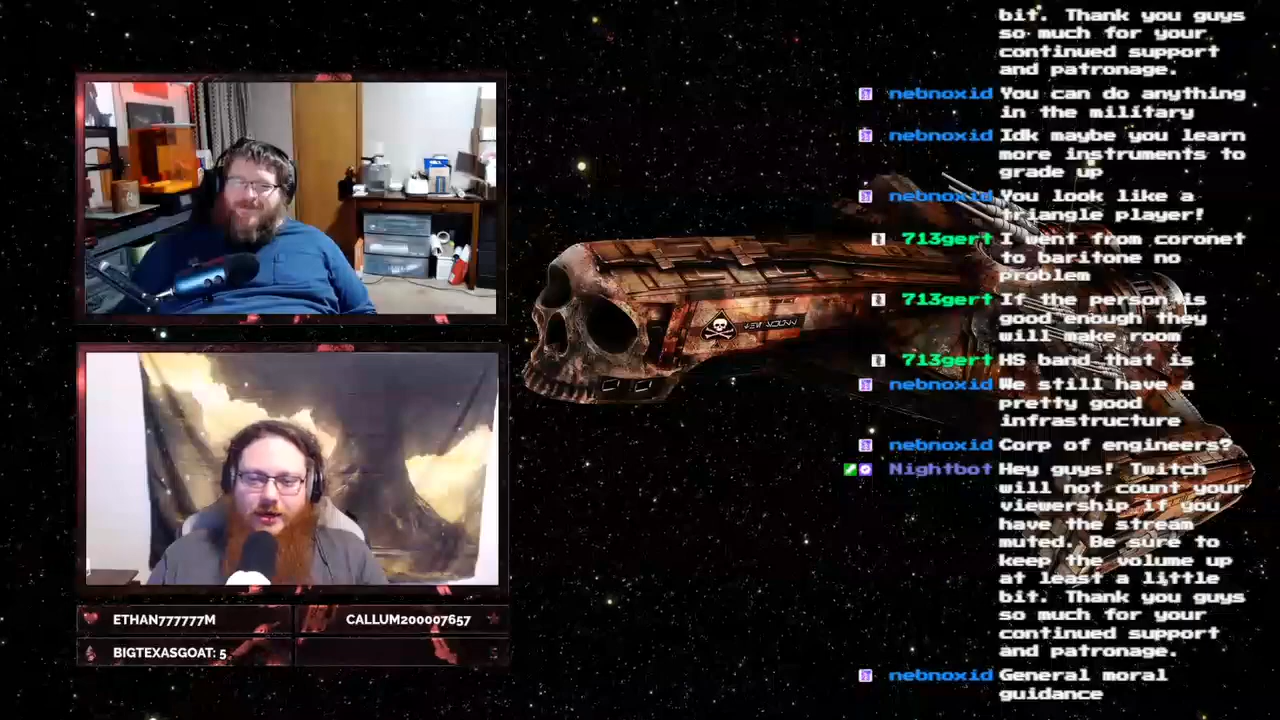 bit. Thank you guys
so much for your
continued support
and patronage.
nebnoxid You can do anything
in the military
nebnoxid Idk maybe you learn
more instruments to
grade up
nebnoxid You look like a
triangle player!
713gert I went from coronet
to baritone no
problem
713gert If the person is
good enough they
will make room
713gert HS band that is
nebnoxid We still have a
pretty good
infrastructure
nebnoxid Corp of engineers?
Nightbot Hey guys! Twitch
will not count your
viewership if you
have the stream
muted. Be sure to
keep the volume up
at least a little
bit. Thank you guys
so much for your
continued support
and patronage.
nebnoxid General moral
guidance
ETHAN777777M
CALLUM200007657
BIGTEXASGOAT: 5